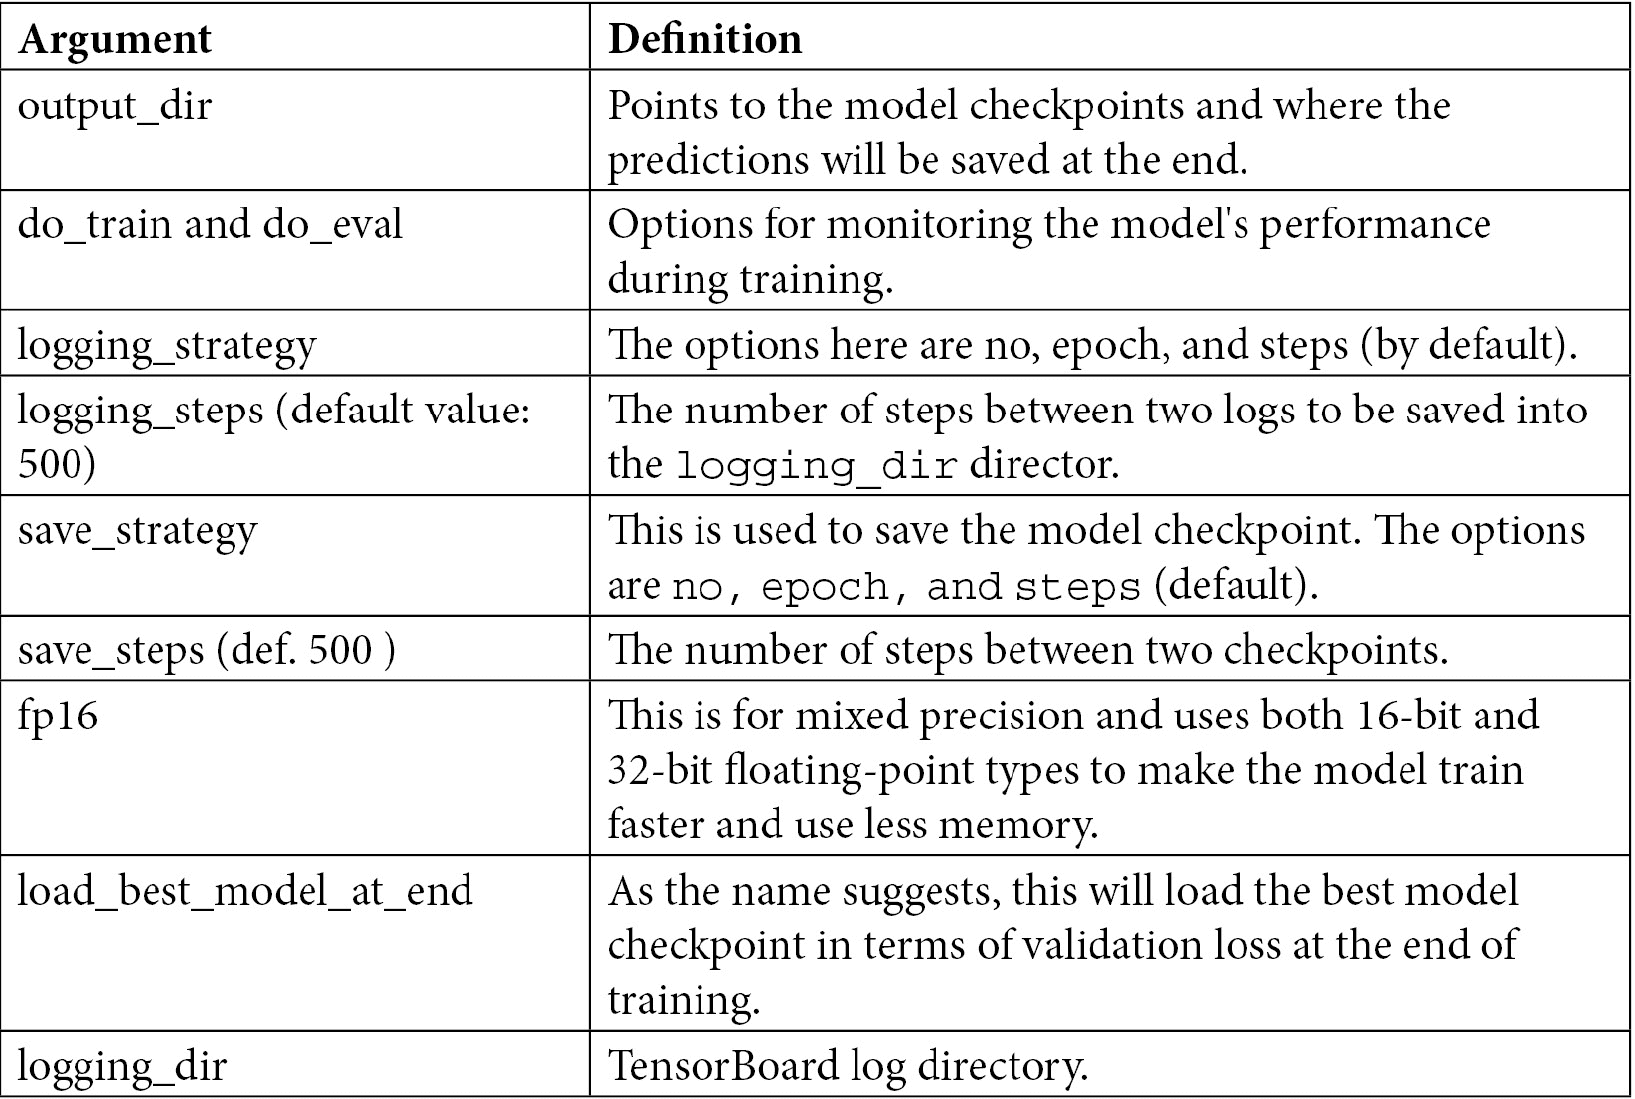 Argument
Definition
output_dir
Points to the model checkpoints and where the
predictions will be saved at the end.
do_train and do_eval
Options for monitoring the model's performance
during training.
logging_strategy
The options here are no, epoch, and steps (by default).
logging_steps (default value:
500)
The number of steps between two logs to be saved into
the logging_dir director.
save_strategy
This is used to save the model checkpoint. The options
are no, epoch, and steps (default).
save_steps (def. 500 )
The number of steps between two checkpoints.
fp16
This is for mixed precision and uses both 16-bit and
32-bit floating-point types to make the model train
faster and use less memory.
load_best_model_at_end
As the name suggests, this will load the best model
checkpoint in terms of validation loss at the end of
training.
logging_dir
TensorBoard log directory.